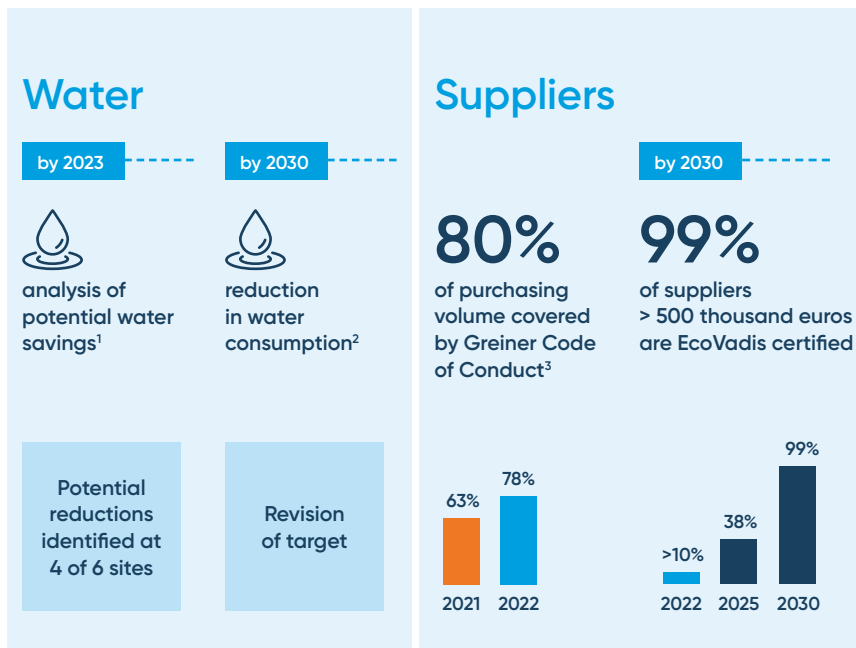 Water
by 2023
analysis of
potential water
savings¹
Potential
reductions
identified at
4 of 6 sites
by 2030
reduction
in water
consumption²
Revision
of target
Suppliers
80%
of purchasing
volume covered
by Greiner Code
of Conduct³
63%
78%
2021
2022
by 2030
99%
of suppliers
> 500 thousand euros
are EcoVadis certified
>10%
38%
99%
2022
2025
2030